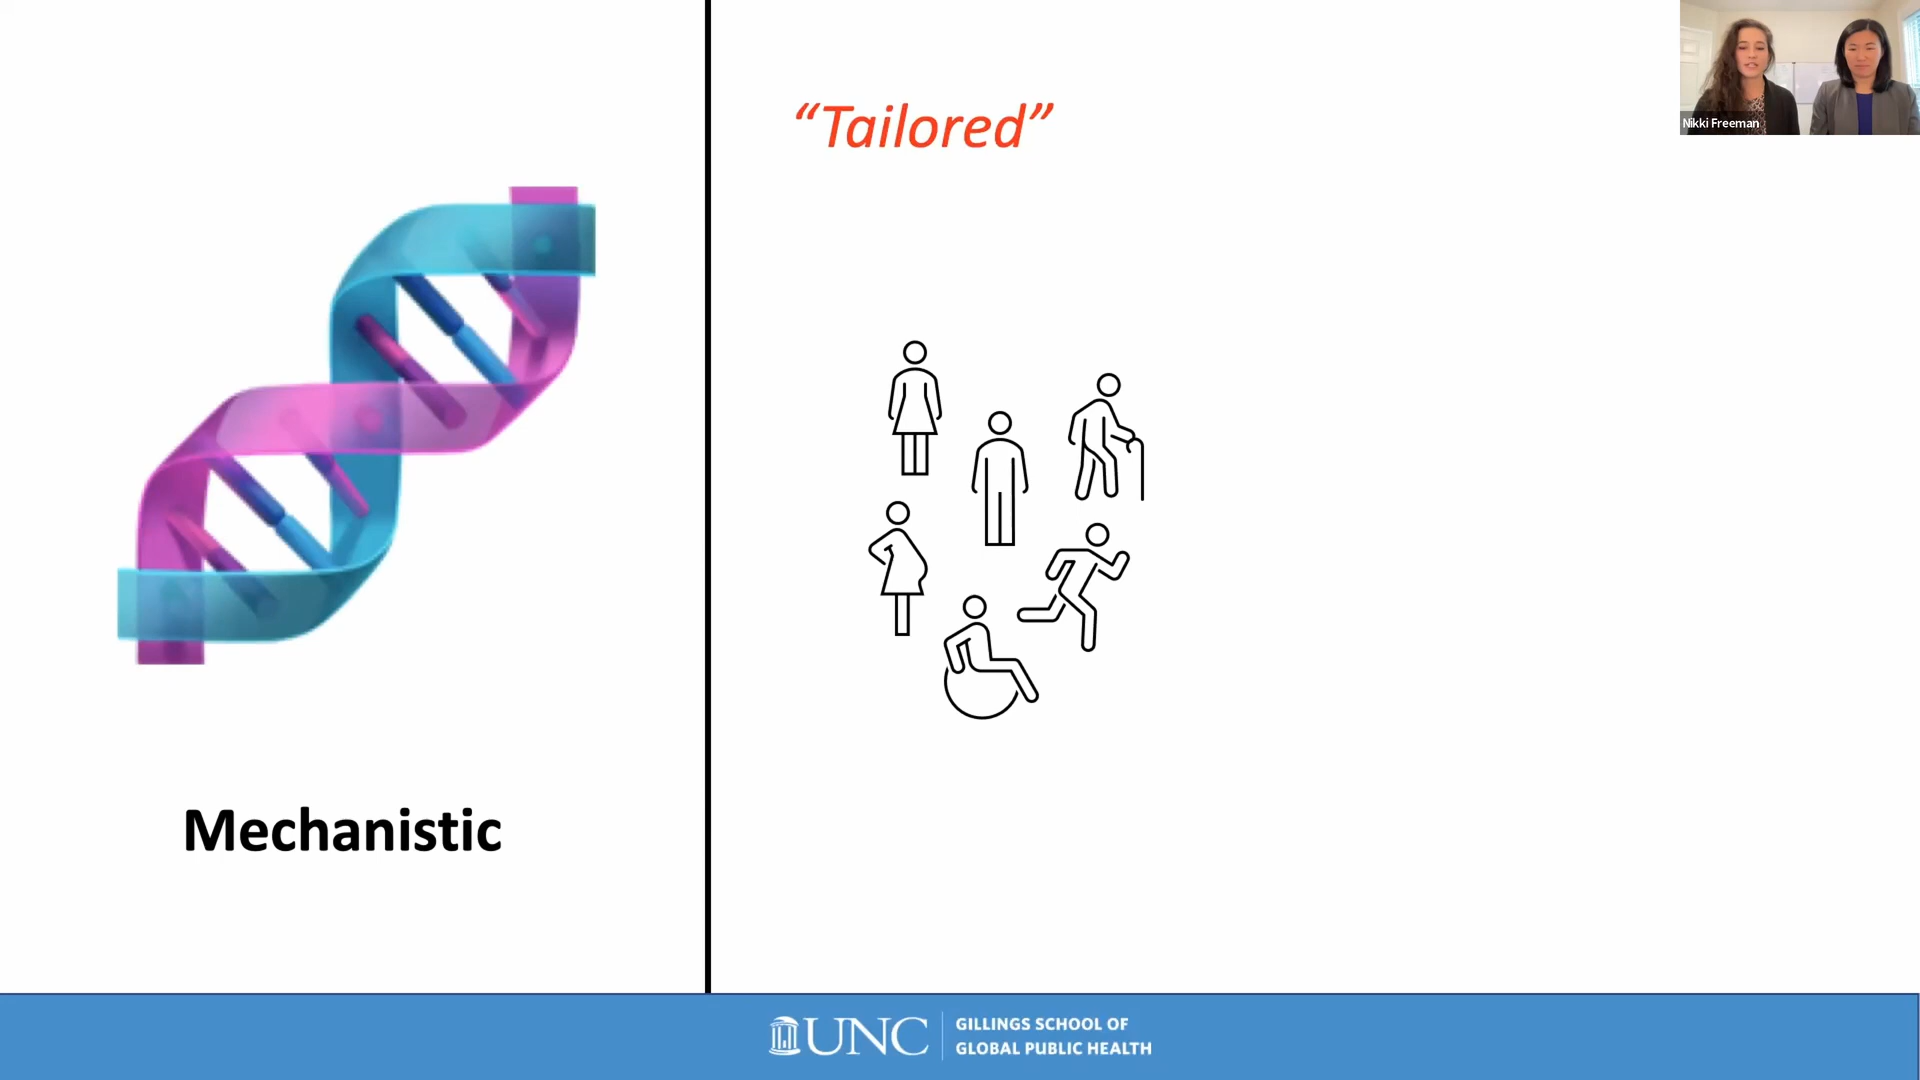 “Tailored”
Nikki Freeman
Mechanistic
UNC
GILLINGS SCHOOL OF
GLOBAL PUBLIC HEALTH